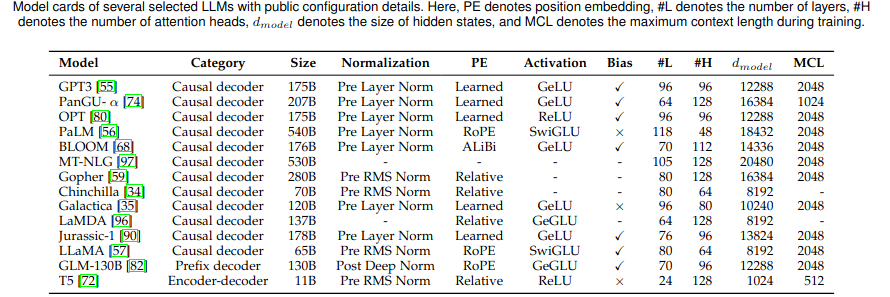 Model cards of several selected LLMs with public configuration details. Here, PE denotes position embedding, #L denotes the number of layers, #H
denotes the number of attention heads, d_model denotes the size of hidden states, and MCL denotes the maximum context length during training.
Model Category Size Normalization PE Activation Bias #L #H d_model MCL
GPT3 [55] Causal decoder 175B Pre Layer Norm Learned GeLU ✓ 96 96 12288 2048
PanGU- α [74] Causal decoder 207B Pre Layer Norm Learned GeLU ✓ 64 128 16384 1024
OPT [80] Causal decoder 175B Pre Layer Norm Learned ReLU ✓ 96 96 12288 2048
PaLM [56] Causal decoder 540B Pre Layer Norm RoPE SwiGLU × 118 48 18432 2048
BLOOM [68] Causal decoder 176B Pre Layer Norm ALiBi GeLU ✓ 70 112 14336 2048
MT-NLG [97] Causal decoder 530B - - - - 105 128 20480 2048
Gopher [59] Causal decoder 280B Pre RMS Norm Relative - - 80 128 16384 2048
Chinchilla [34] Causal decoder 70B Pre RMS Norm Relative - - 80 64 8192 -
Galactica [35] Causal decoder 120B Pre Layer Norm Learned GeLU × 96 80 10240 2048
LaMDA [96] Causal decoder 137B - Relative GeGLU - 64 128 8192 -
Jurassic-1 [90] Causal decoder 178B Pre Layer Norm Learned GeLU ✓ 76 96 13824 2048
LLaMA [57] Causal decoder 65B Pre RMS Norm RoPE SwiGLU ✓ 80 64 8192 2048
GLM-130B [82] Prefix decoder 130B Post Deep Norm RoPE GeGLU ✓ 70 96 12288 2048
T5 [72] Encoder-decoder 11B Pre RMS Norm Relative ReLU × 24 128 1024 512